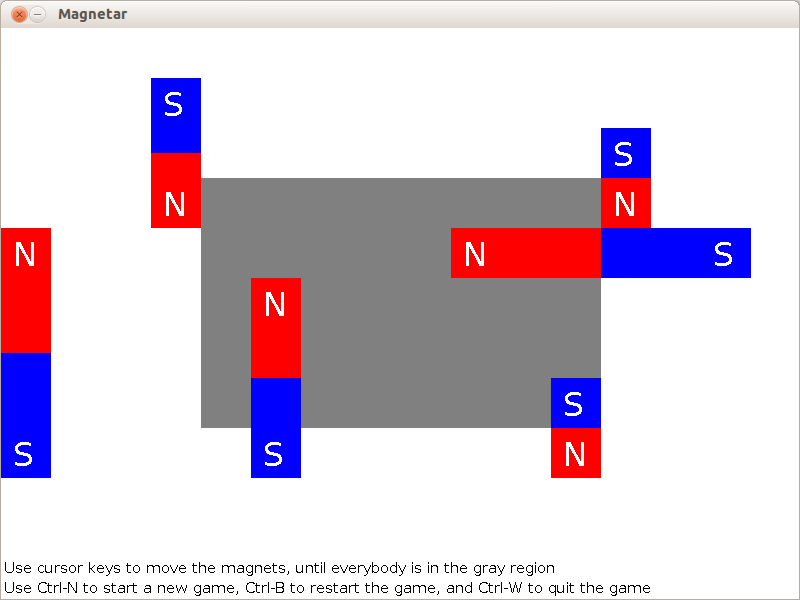 Magnetar
S
S
N
N
N
N
S
N
S
S
S
N
Use cursor keys to move the magnets, until everybody is in the gray region
Use Ctrl-N to start a new game, Ctrl-B to restart the game, and Ctrl-W to quit the game